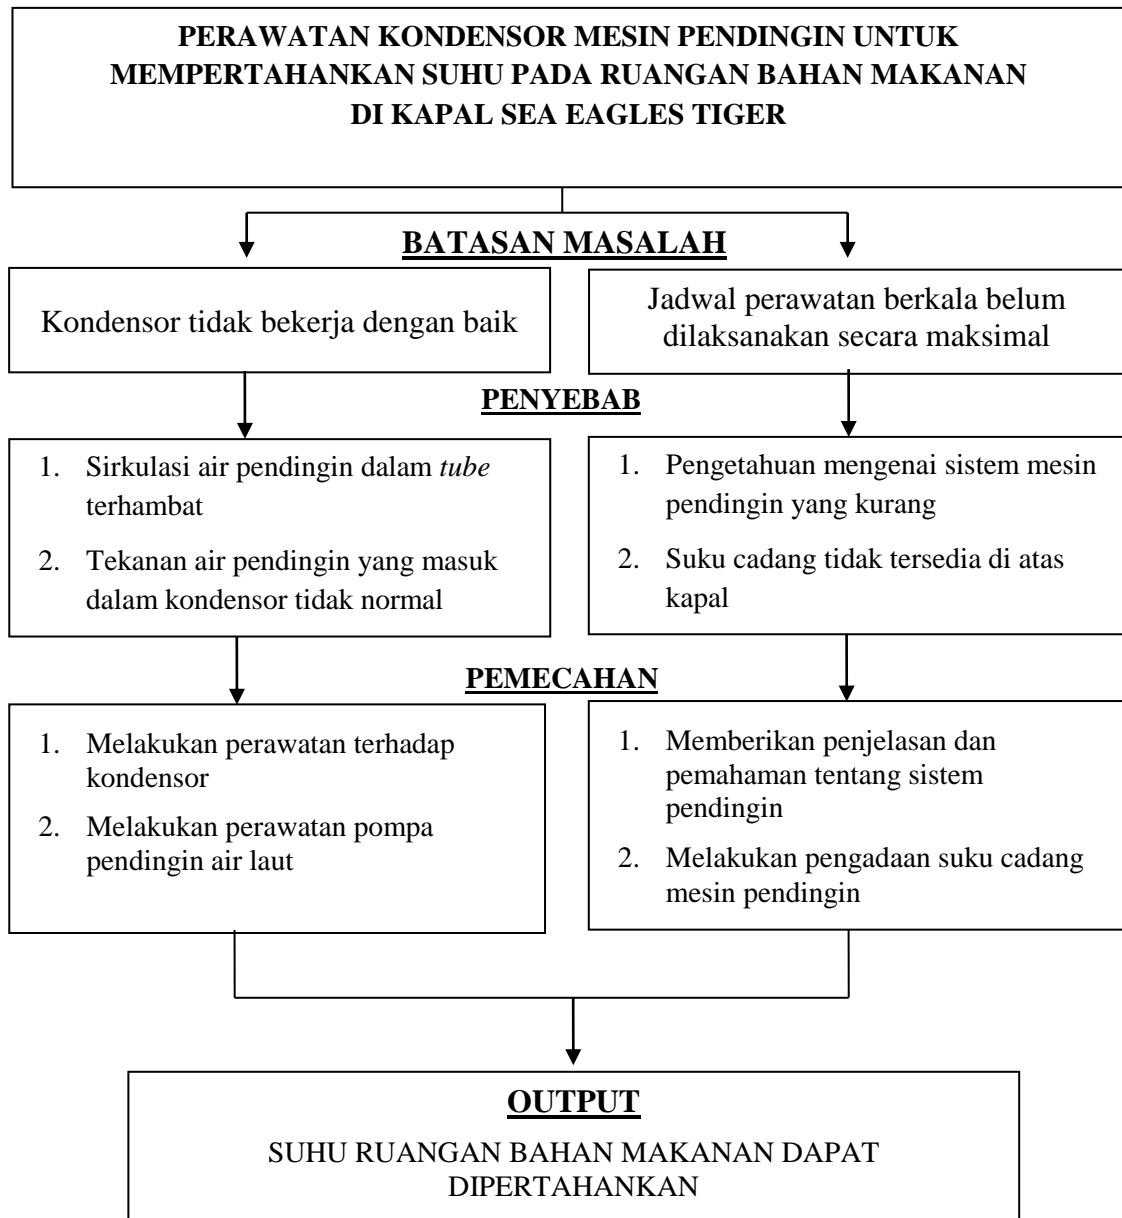 PERAWATAN KONDENSOR MESIN PENDINGIN UNTUK
MEMPERTAHANKAN SUHU PADA RUANGAN BAHAN MAKANAN
DI KAPAL SEA EAGLES TIGER
BATASAN MASALAH
Kondensor tidak bekerja dengan baik
Jadwal perawatan berkala belum
dilaksanakan secara maksimal
PENYEBAB
1. Sirkulasi air pendingin dalam tube
terhambat
2. Tekanan air pendingin yang masuk
dalam kondensor tidak normal
1. Pengetahuan mengenai sistem mesin
pendingin yang kurang
2. Suku cadang tidak tersedia di atas
kapal
PEMECAHAN
1. Melakukan perawatan terhadap
kondensor
2. Melakukan perawatan pompa
pendingin air laut
1. Memberikan penjelasan dan
pemahaman tentang sistem
pendingin
2. Melakukan pengadaan suku cadang
mesin pendingin
OUTPUT
SUHU RUANGAN BAHAN MAKANAN DAPAT
DIPERTAHANKAN